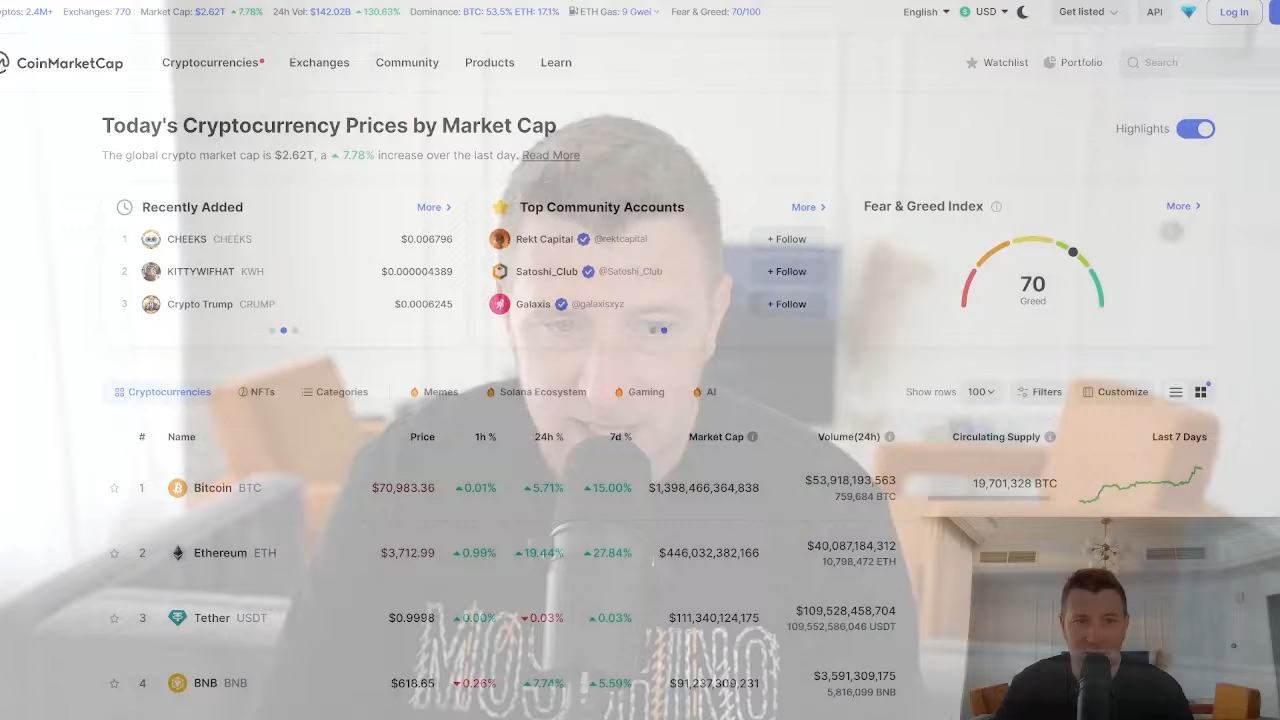 ptos: 2.4M+ Exchanges: 770 Market Cap: $2.62T 7.78% 24h Vol: $142.02B 130.63% Dominance: BTC: 53.5% ETH: 17.1% ETH Gas: 9 Gwei Fear & Greed: 70/100 English USD Get listed API Log In
CoinMarketCap Cryptocurrencies Exchanges Community Products Learn Watchlist Portfolio Search
Today's Cryptocurrency Prices by Market Cap Highlights
The global crypto market cap is $2.62T, a 7.78% increase over the last day. Read More
Recently Added More
1 CHEEKS CHEEKS $0.006796
2 KITTYWIFHAT KWH $0.000004389
3 Crypto Trump CRUMP $0.0006245
Top Community Accounts More
Rekt Capital @rektcapital + Follow
Satoshi_Club @Satoshi_Club + Follow
Galaxis @galaxisxyz + Follow
Fear & Greed Index More
70
Greed
Cryptocurrencies NFTs Categories Memes Solana Ecosystem Gaming AI Show rows 100 Filters Customize
# Name Price 1h % 24h % 7d % Market Cap Volume(24h) Circulating Supply Last 7 Days
1 Bitcoin BTC $70,983.36 0.01% 5.71% 15.00% $1,398,466,364,838 $53,918,193,563 19,701,328 BTC
759,684 BTC
2 Ethereum ETH $3,712.99 0.99% 19.44% 27.84% $446,032,382,166 $40,087,184,312
10,798,472 ETH
3 Tether USDT $0.9998 0.00% 0.03% 0.03% $111,340,124,175 $109,528,458,704
109,552,586,046 USDT
4 BNB BNB $618.65 0.26% 7.74% 5.59% $91,237,309,231 $3,591,309,175
5,816,099 BNB